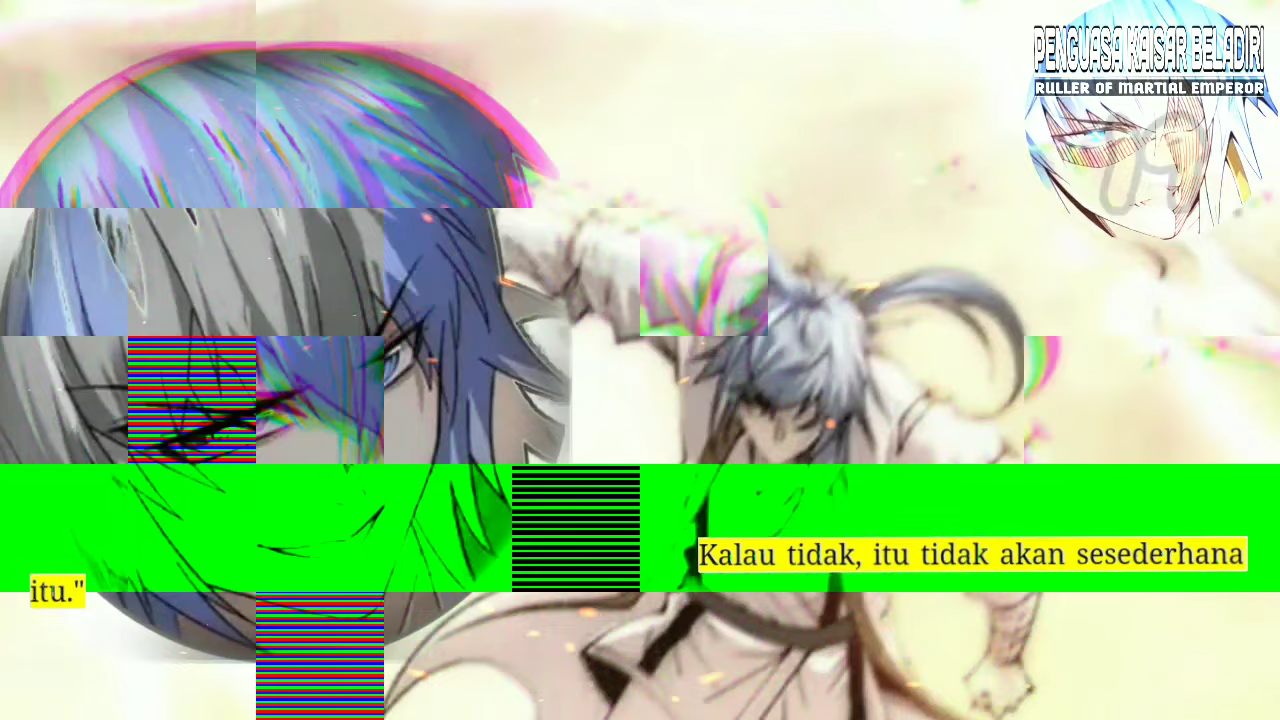 PENGUASA KAISAR BELADIRI
RULLER OF MARTIAL EMPEROR
Kalau tidak, itu tidak akan sesederhana
itu."